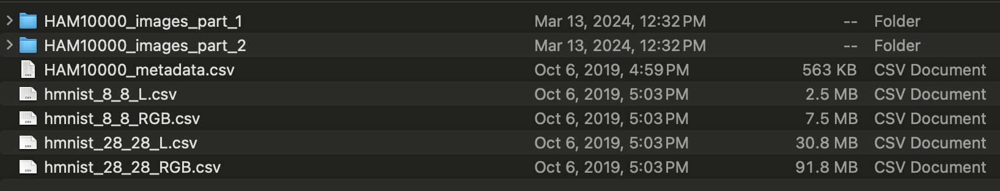 HAM10000_images_part_1 Mar 13, 2024, 12:32 PM -- Folder
HAM10000_images_part_2 Mar 13, 2024, 12:32 PM -- Folder
HAM10000_metadata.csv Oct 6, 2019, 4:59 PM 563 KB CSV Document
hmnist_8_8_L.csv Oct 6, 2019, 5:03 PM 2.5 MB CSV Document
hmnist_8_8_RGB.csv Oct 6, 2019, 5:03 PM 7.5 MB CSV Document
hmnist_28_28_L.csv Oct 6, 2019, 5:03 PM 30.8 MB CSV Document
hmnist_28_28_RGB.csv Oct 6, 2019, 5:03 PM 91.8 MB CSV Document